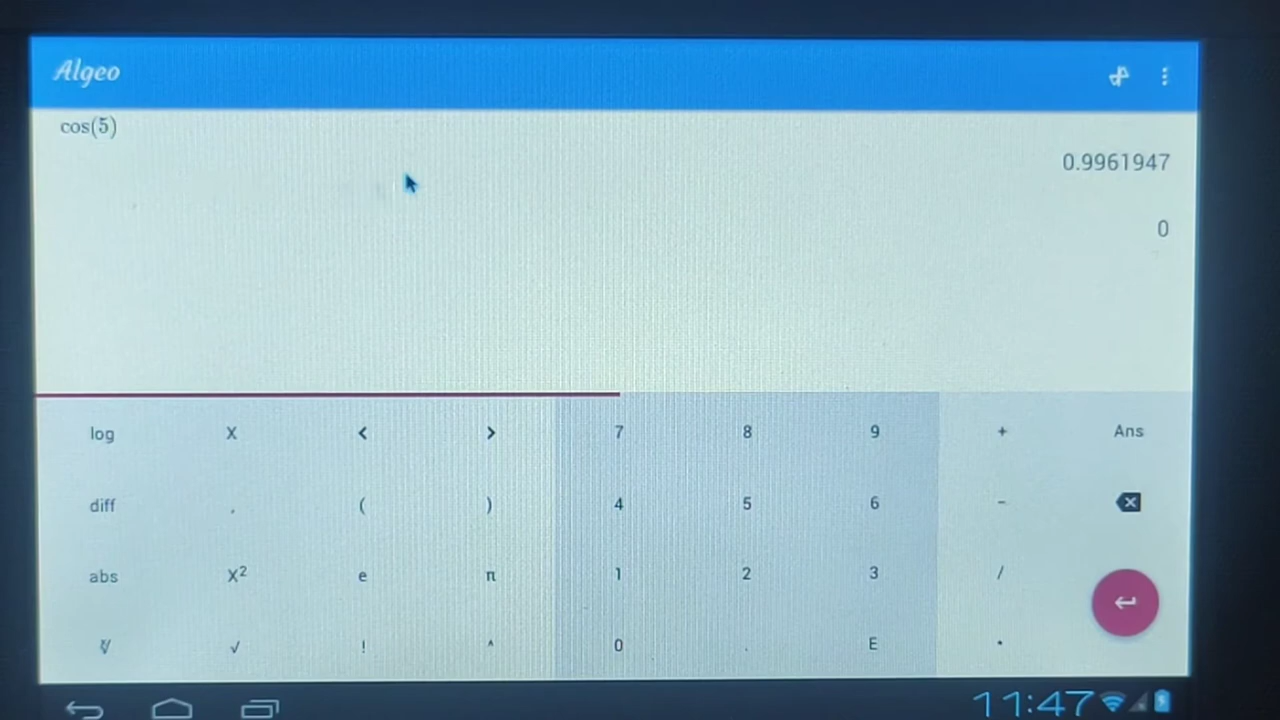 Algeo
cos(5)
0.9961947
0
log X < > 7 8 9 + Ans
diff , ( ) 4 5 6 -
abs X² e π 1 2 3 /
√ ! ^ 0 . E •
11:47